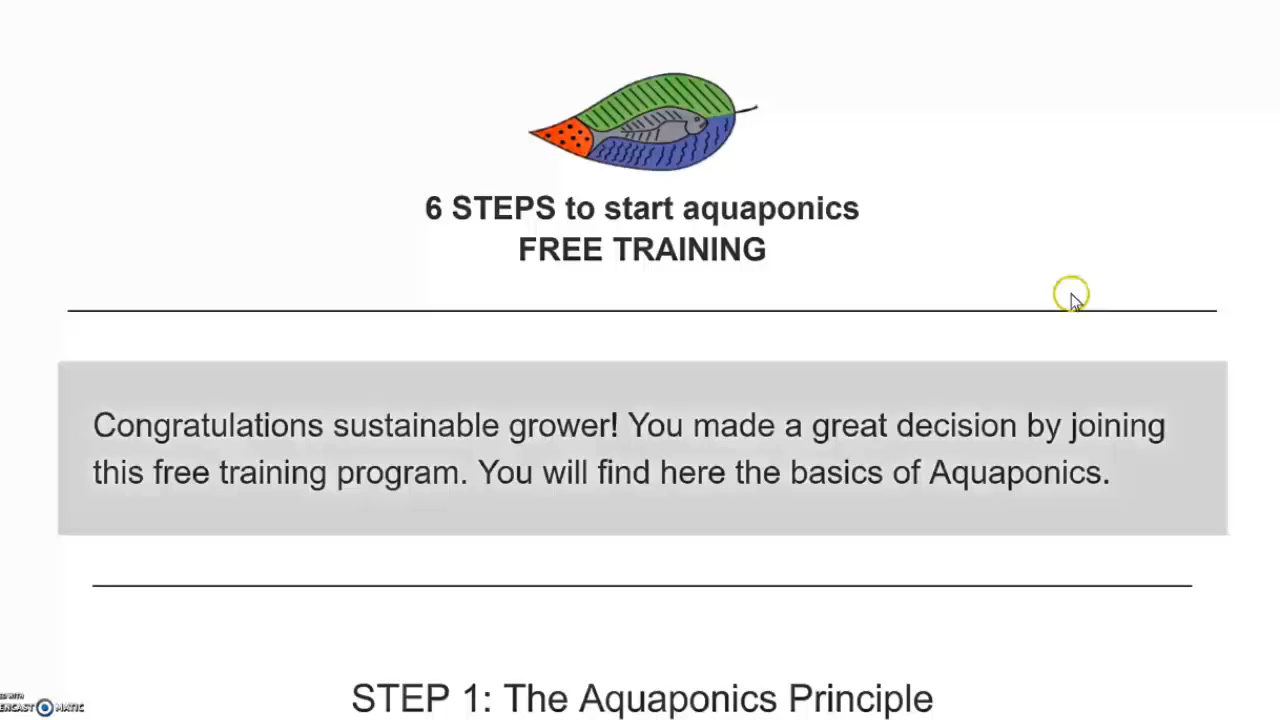 6 STEPS to start aquaponics
FREE TRAINING
Congratulations sustainable grower! You made a great decision by joining
this free training program. You will find here the basics of Aquaponics.
STEP 1: The Aquaponics Principle
MATIC